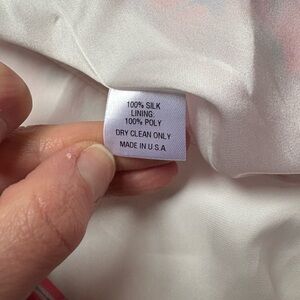 100% SILK
LINING:
100% POLY
DRY CLEAN ONLY
MADE IN U.S.A